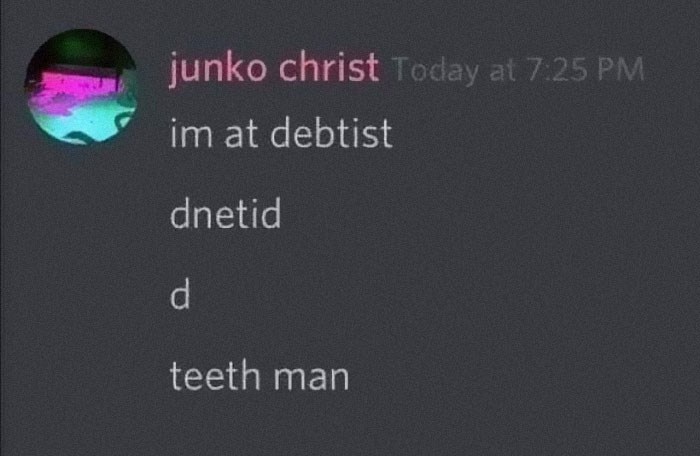 junko christ Today at 7:25 PM
im at debtist
dnetid
d
teeth man